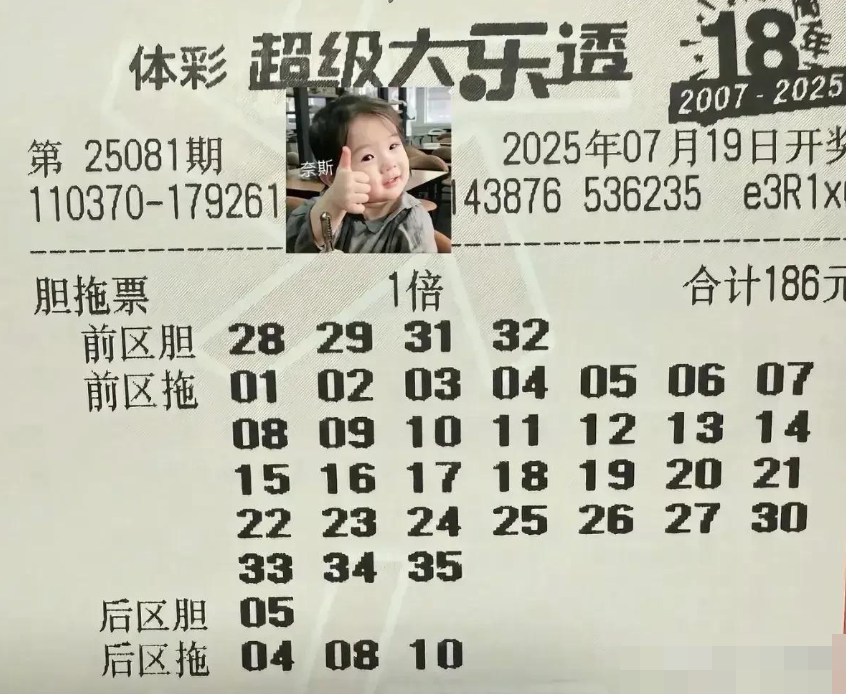 体彩 超级大乐透 18周年
2007-2025
第 25081期 2025年07月19日开奖
奈斯
110370-179261 43876 536235 e3R1x
胆拖票 1倍 合计186元
前区胆 28 29 31 32
前区拖 01 02 03 04 05 06 07
08 09 10 11 12 13 14
15 16 17 18 19 20 21
22 23 24 25 26 27 30
33 34 35
后区胆 05
后区拖 04 08 10